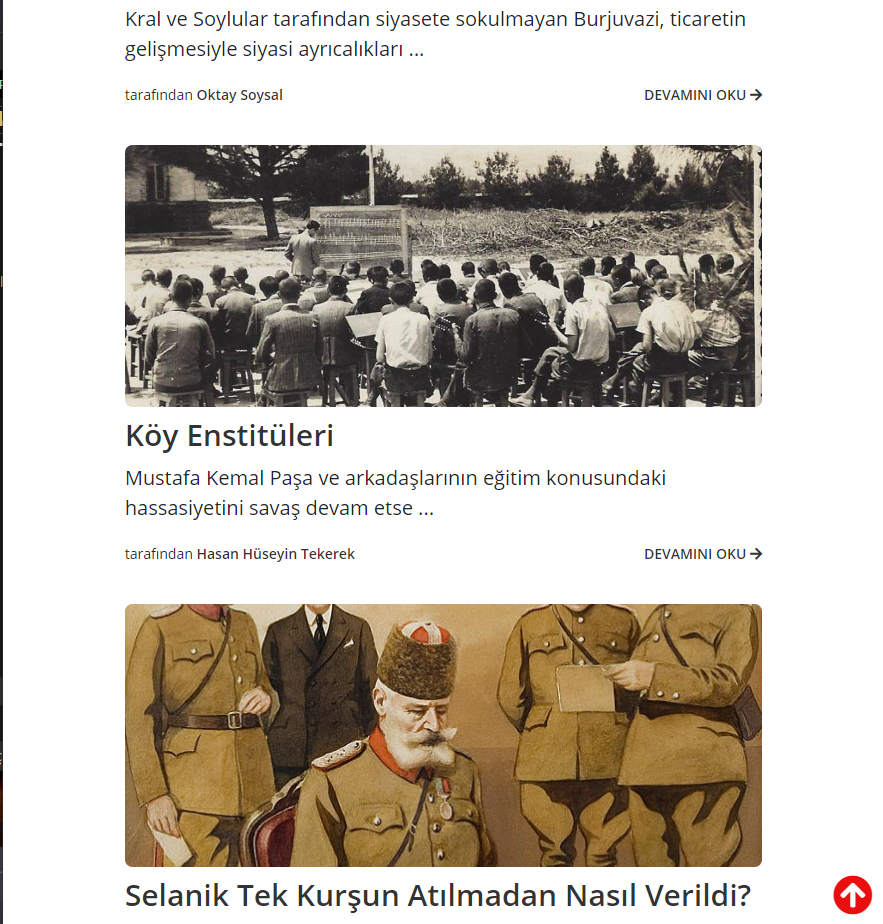 Kral ve Soylular tarafından siyasete sokulmayan Burjuvazi, ticaretin
gelişmesiyle siyasi ayrıcalıkları ...
tarafından Oktay Soysal
DEVAMINI OKU
Köy Enstitüleri
Mustafa Kemal Paşa ve arkadaşlarının eğitim konusundaki
hassasiyetini savaş devam etse ...
tarafından Hasan Hüseyin Tekerek
DEVAMINI OKU
Selanik Tek Kurşun Atılmadan Nasıl Verildi?